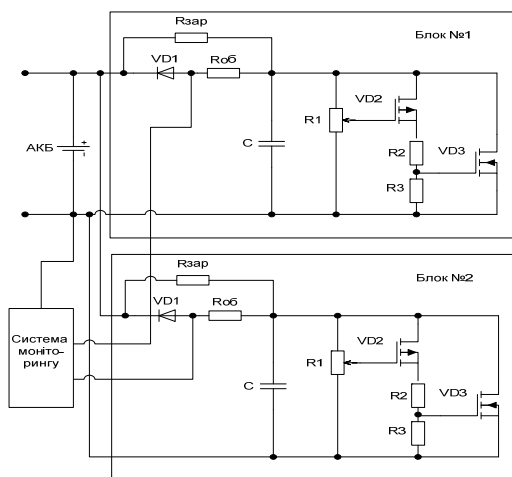 Rзар
Блок №1
VD1
Rоб
VD2
R1
АКБ
+
-
C
R2
VD3
R3
Rзар
Блок №2
VD1
Rоб
Система
моніто-
рингу
VD2
R1
C
R2
VD3
R3